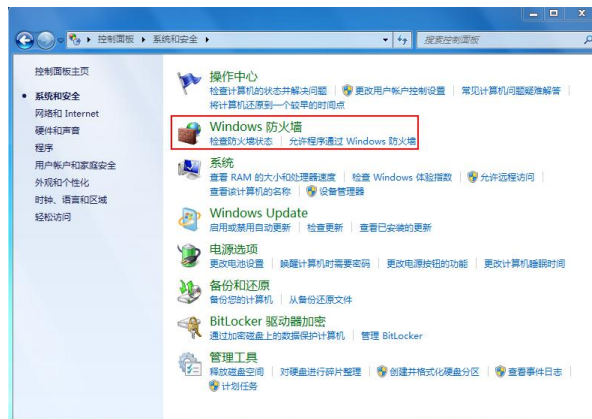 控制面板 ▸ 系统和安全 ▸
搜索控制面板
控制面板主页
系统和安全
网络和 Internet
硬件和声音
程序
用户帐户和家庭安全
外观和个性化
时钟、语言和区域
轻松访问
操作中心
检查计算机的状态并解决问题 更改用户帐户控制设置 常见计算机问题疑难解答
将计算机还原到一个较早的时间点
Windows 防火墙
检查防火墙状态 允许程序通过 Windows 防火墙
系统
查看 RAM 的大小和处理器速度 检查 Windows 体验指数 允许远程访问
查看该计算机的名称 设备管理器
Windows Update
启用或禁用自动更新 检查更新 查看已安装的更新
电源选项
更改电池设置 唤醒计算机时需要密码 更改电源按钮的功能 更改计算机睡眠时间
备份和还原
备份您的计算机 从备份还原文件
BitLocker 驱动器加密
通过加密磁盘上的数据保护计算机 管理 BitLocker
管理工具
释放磁盘空间 对硬盘进行碎片整理 创建并格式化硬盘分区 查看事件日志
计划任务